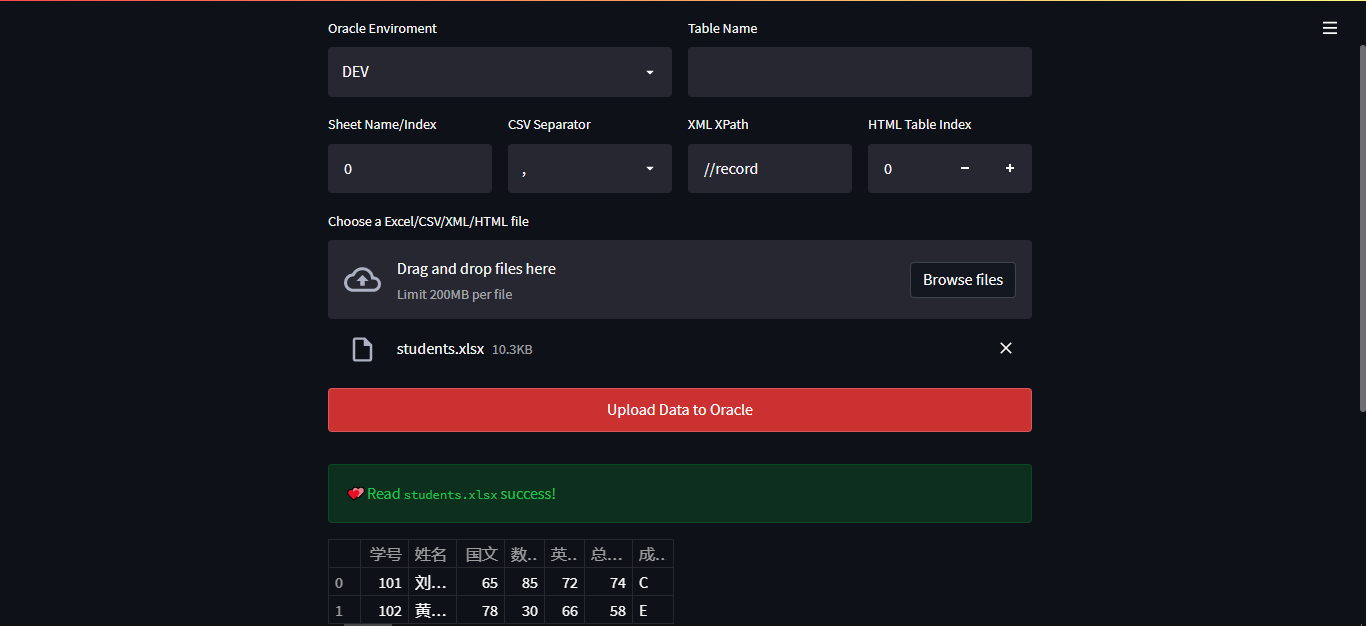 Oracle Enviroment
Table Name
DEV
Sheet Name/Index
CSV Separator
XML XPath
HTML Table Index
0
,
//record
0
Choose a Excel/CSV/XML/HTML file
Drag and drop files here
Limit 200MB per file
Browse files
students.xlsx 10.3KB
Upload Data to Oracle
Read students.xlsx success!
学号 姓名 国文 数.. 英.. 总... 成..
0 101 刘... 65 85 72 74 C
1 102 黄... 78 30 66 58 E